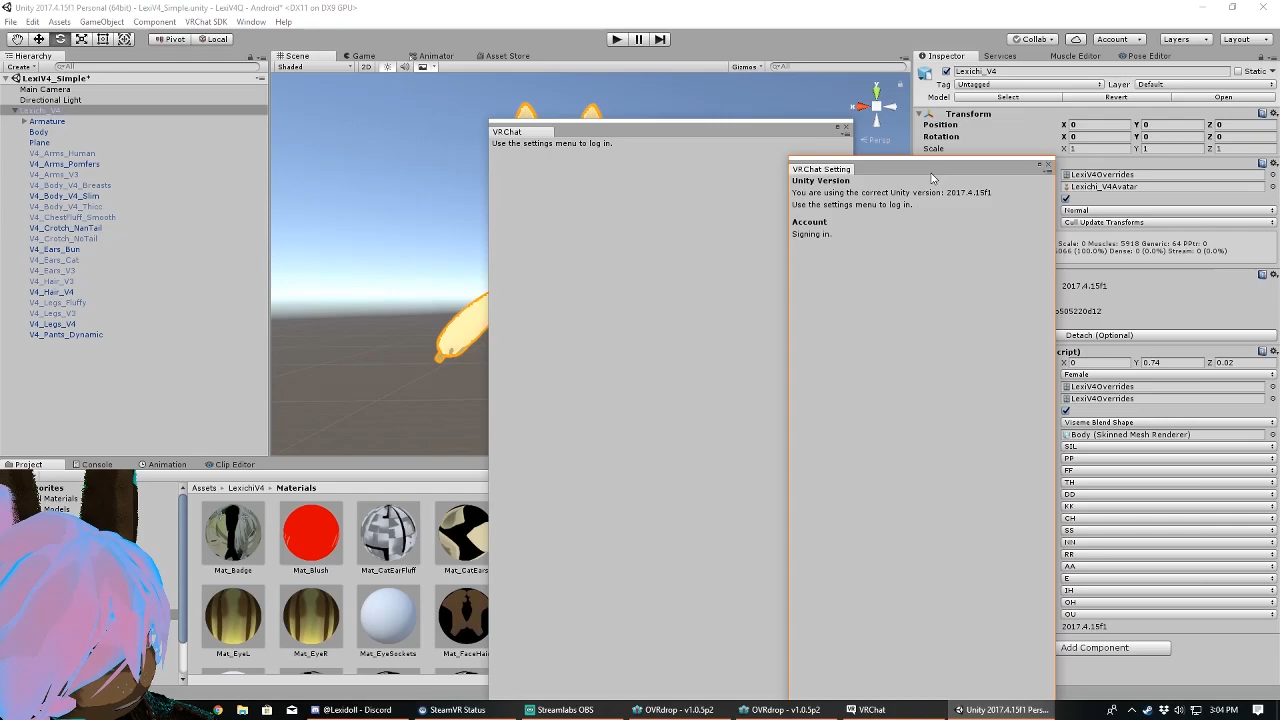 Unity 2017.4.15f1 Personal (64bit) - LexiV4_Simple.unity - LexiV4Q - Android* <DX11 on DX9 GPU>
File Edit Assets GameObject Component VRChat SDK Window Help
Pivot Local Collab Account Layers Layout
Hierarchy Scene Game Animator Asset Store Inspector Services Muscle Editor Pose Editor
Create All Shaded 2D Gizmos All Lexichi_V4 Static
LexiV4_Simple*
Tag Untagged Layer Default
Main Camera
Model Select Revert Open
Directional Light
Lexichi_V4
Transform
Armature
Position X 0 Y 0 Z 0
Body
Rotation X 0 Y 0 Z 0
Plane
Persp
Scale X 1 Y 1 Z 1
V4_Arms_Human
V4_Arms_Pomfers
V4_Arms_V3
V4_Body_V4_Breasts
V4_Body_V4_Slim
V4_Body_V4_Thicc
V4_ChestFluff_Smooth
V4_Crotch_NanTail
V4_Crotch_NoTail
V4_Ears_Bun
V4_Ears_Cat
V4_Ears_V3
V4_Hair_V3
V4_Hair_V4
V4_Legs_Fluffy
V4_Legs_V3
V4_Legs_V4
V4_Pants_Dynamic
VRChat
Use the settings menu to log in.
VRChat Setting
Unity Version
You are using the correct Unity version: 2017.4.15f1
Use the settings menu to log in.
Account
Signing in.
LexiV4Overrides
Lexichi_V4Avatar
Normal
Cull Update Transforms
Scale: 0 Muscles: 5918 Generic: 64 PPtr: 0
066 (100.0%) Dense: 0 (0.0%) Stream: 0 (0.0%)
2017.4.15f1
b505220d12
Detach (Optional)
cript)
X 0 Y 0.74 Z 0.02
Female
LexiV4Overrides
LexiV4Overrides
Viseme Blend Shape
Body (Skinned Mesh Renderer)
SIL
PP
FF
TH
DD
KK
CH
SS
NN
RR
AA
E
IH
OH
OU
2017.4.15f1
Add Component
Project Console Animation Clip Editor
vorites
Materials
Models
Assets LexichiV4 Materials
Mat_Badge Mat_Blush Mat_CatEarFluff Mat_CatEars
Mat_EyeL Mat_EyeR Mat_EyeSockets Mat_FaceHair
@Lexidoll - Discord SteamVR Status Streamlabs OBS OVRdrop - v1.0.5p2 OVRdrop - v1.0.5p2 VRChat Unity 2017.4.15f1 Pers... 3:04 PM